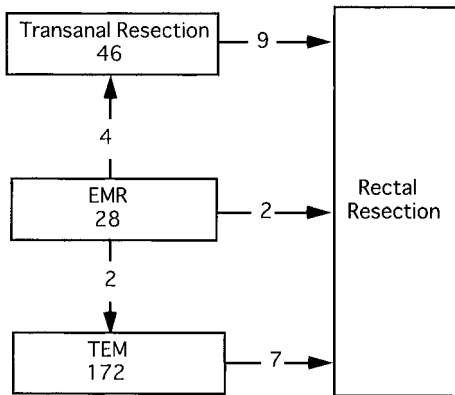 Transanal Resection
46
9
4
EMR
28
2
Rectal
Resection
2
TEM
172
7